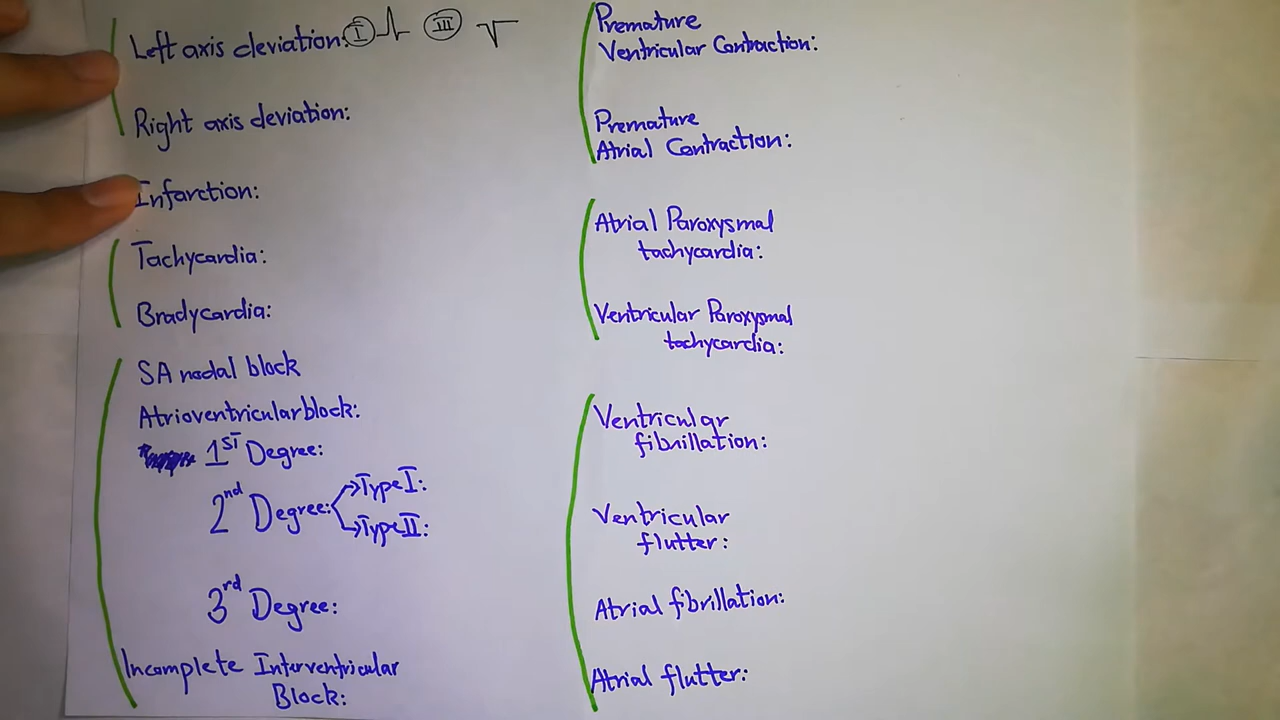 Left axis deviation: I III
Right axis deviation:
Infarction:
Tachycardia:
Bradycardia:
SA nodal block
Atrioventricular block:
1ST Degree:
2nd Degree:
Type I:
Type II:
3rd Degree:
Incomplete Interventricular
Block:
Premature
Ventricular Contraction:
Premature
Atrial Contraction:
Atrial Paroxysmal
tachycardia:
Ventricular Paroxysmal
tachycardia:
Ventricular
fibrillation:
Ventricular
flutter:
Atrial fibrillation:
Atrial flutter: